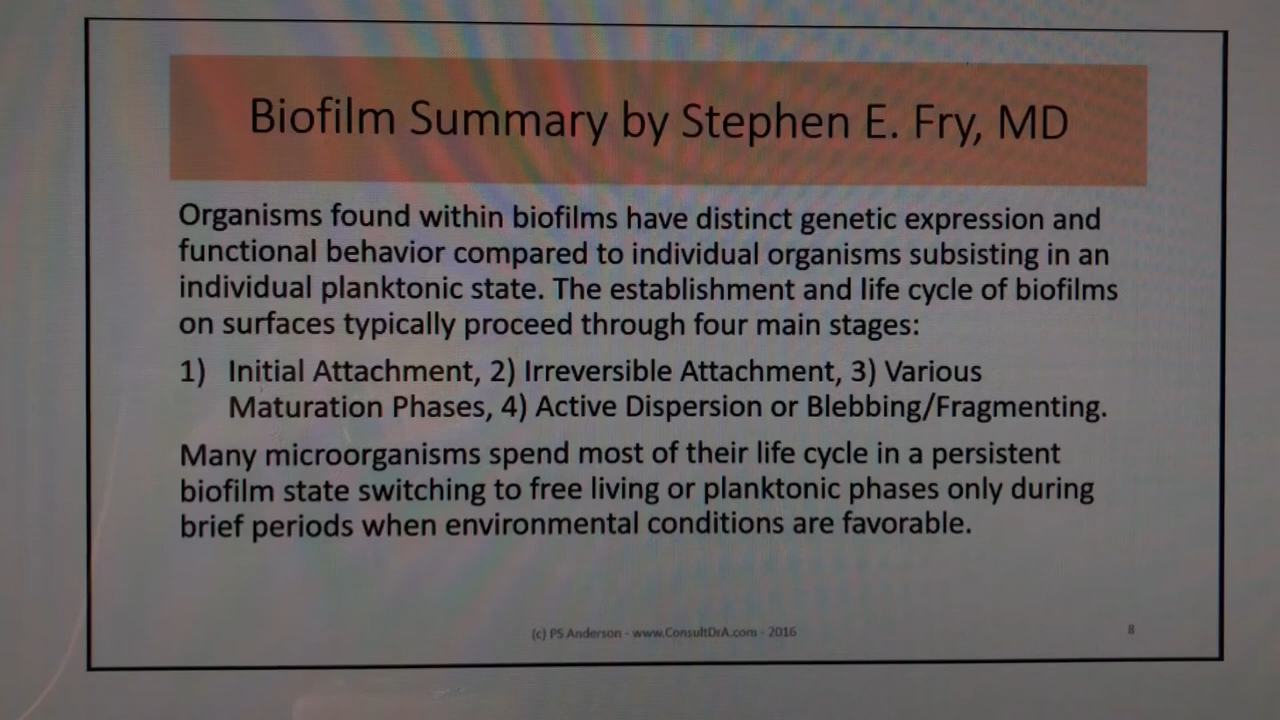 Biofilm Summary by Stephen E. Fry, MD
Organisms found within biofilms have distinct genetic expression and
functional behavior compared to individual organisms subsisting in an
individual planktonic state. The establishment and life cycle of biofilms
on surfaces typically proceed through four main stages:
1) Initial Attachment, 2) Irreversible Attachment, 3) Various
Maturation Phases, 4) Active Dispersion or Blebbing/Fragmenting.
Many microorganisms spend most of their life cycle in a persistent
biofilm state switching to free living or planktonic phases only during
brief periods when environmental conditions are favorable.
(c) PS Anderson - www.ConsultDrA.com - 2016
8